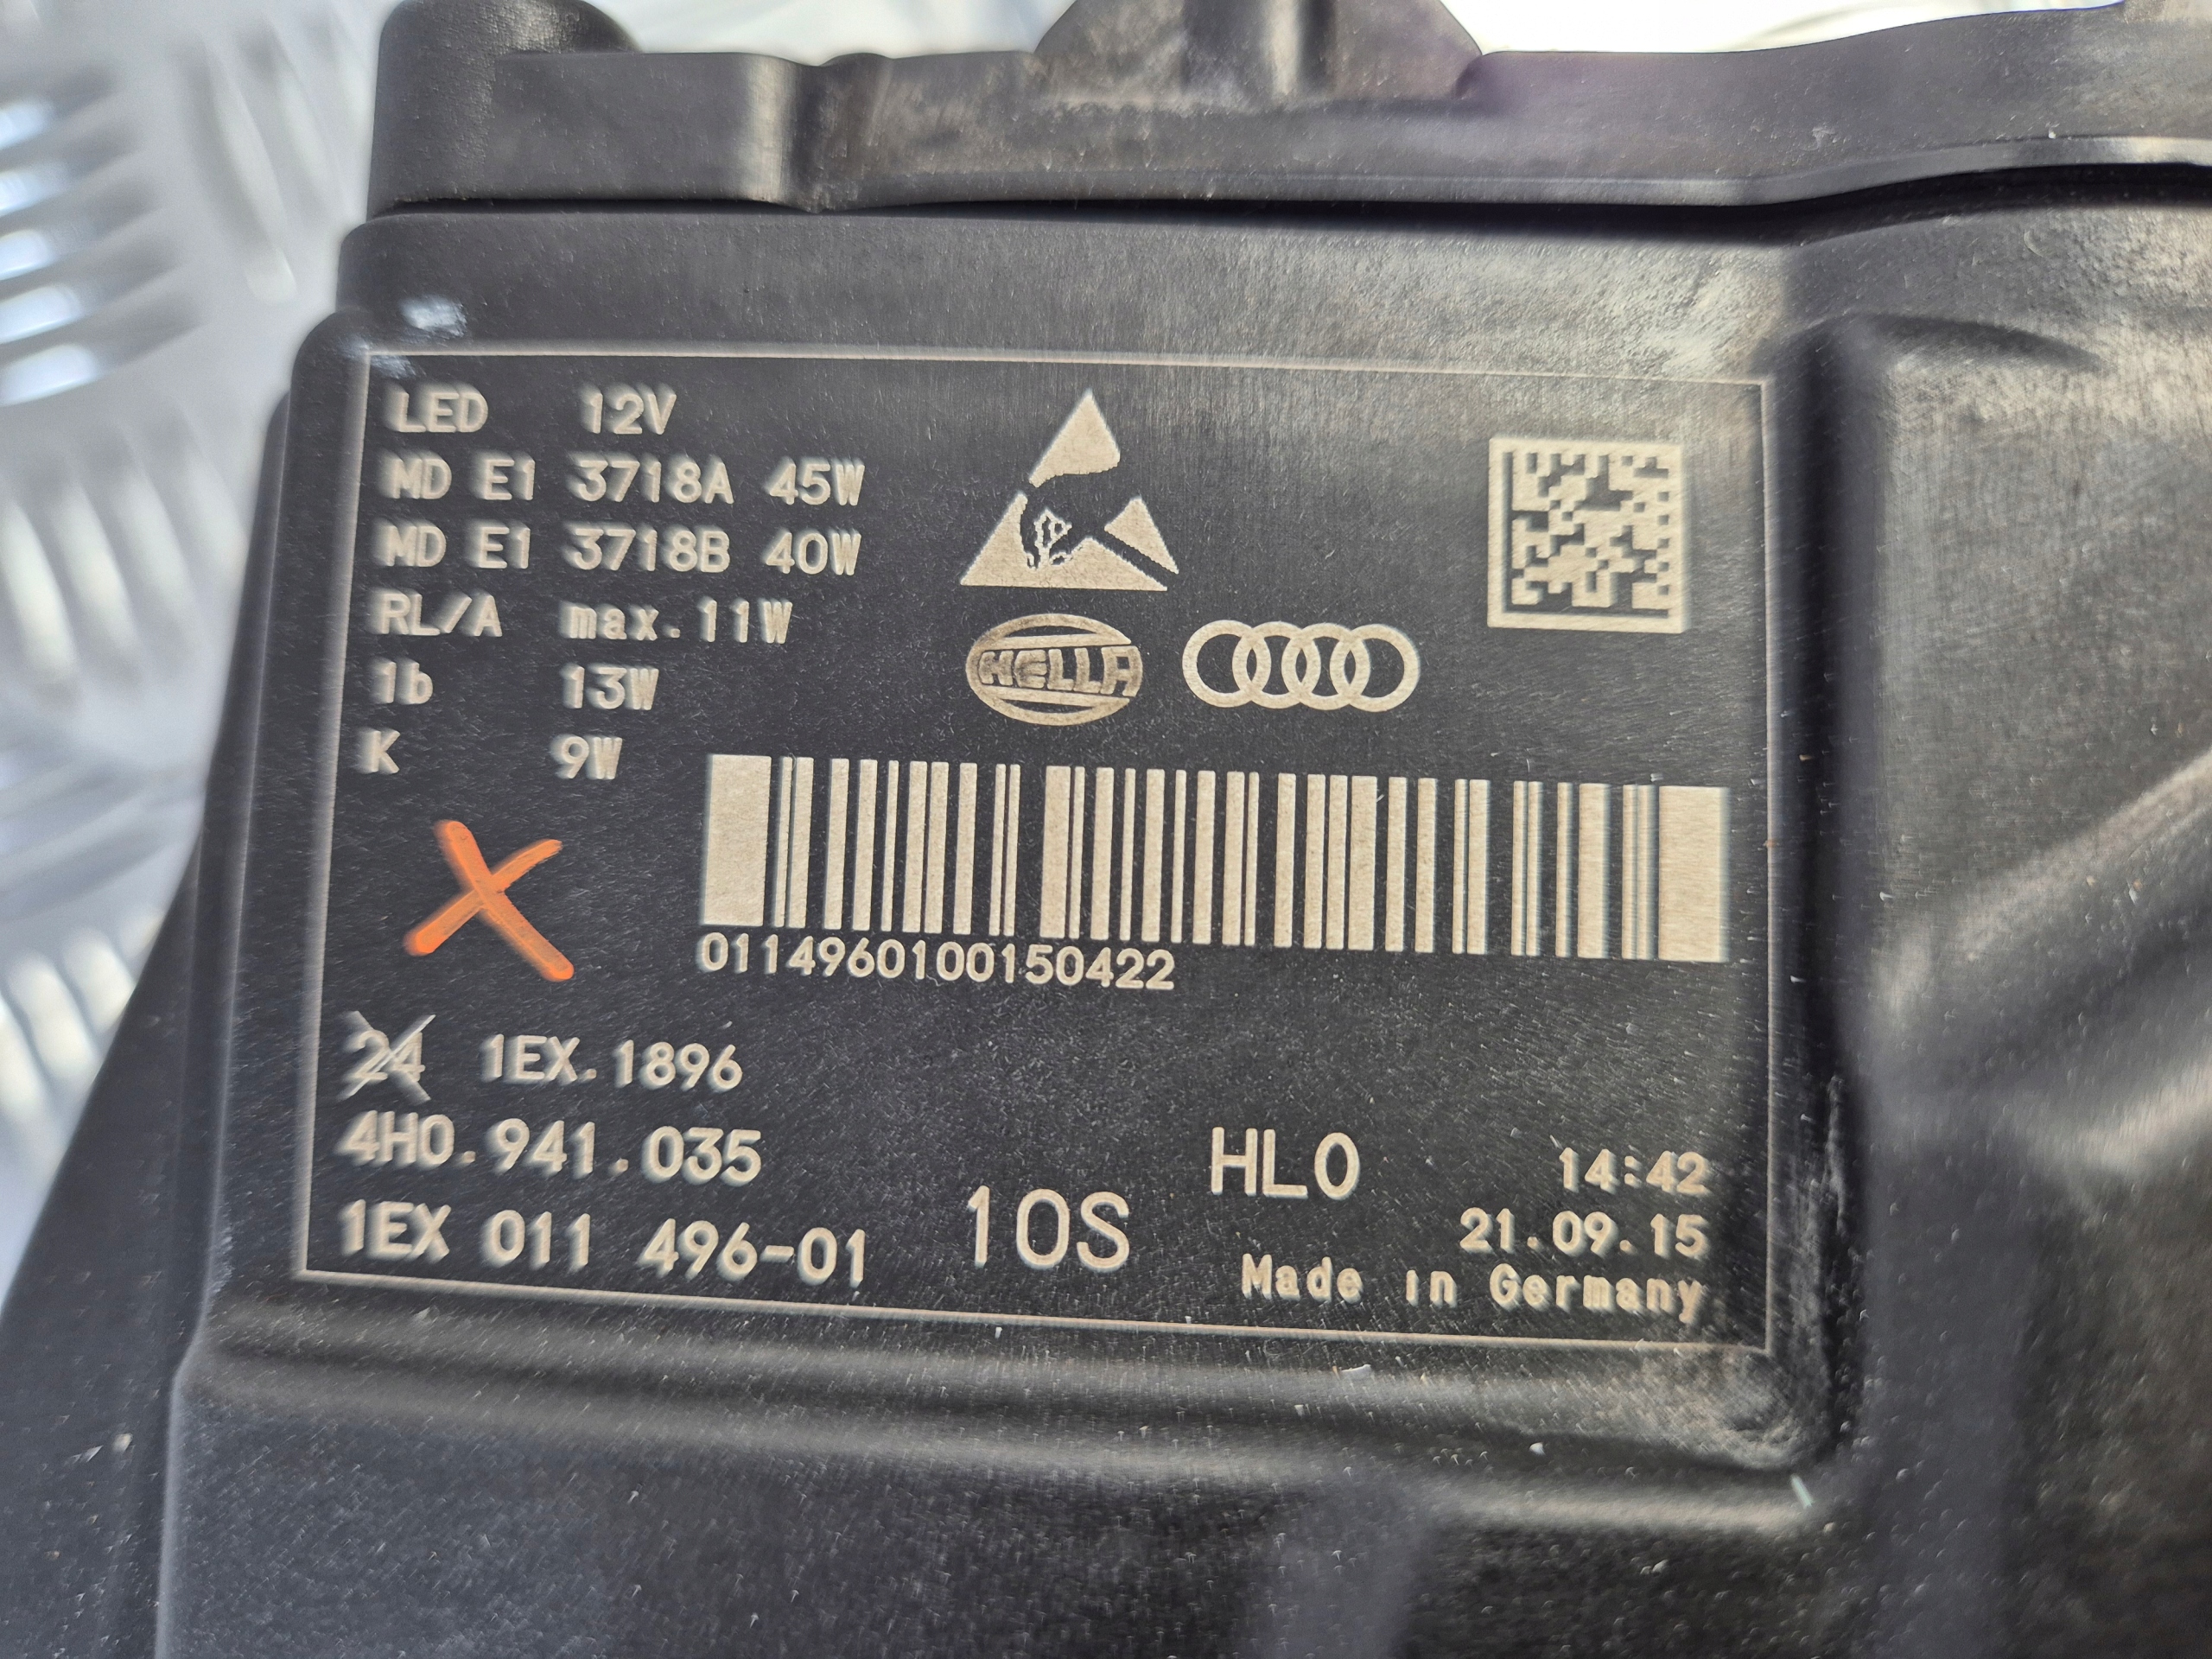 LED 12V
MD E1 3718A 45W
MD E1 3718B 40W
RL/A max.11W
1b 13W
K 9W
HELLA
0114960100150422
24 1EX.1896
4H0.941.035
1EX 011 496-01
10S
HL0
14:42
21.09.15
Made in Germany